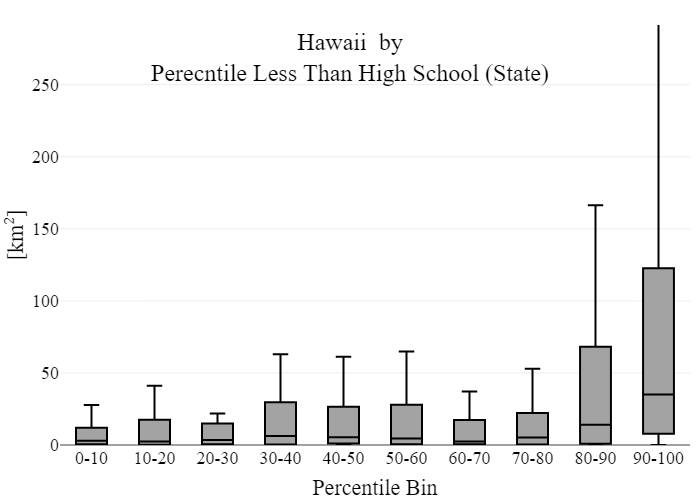 Hawaii  by
Perecntile Less Than High School (State)
250
200
150
100
50
0
[km²]
0-10 10-20 20-30 30-40 40-50 50-60 60-70 70-80 80-90 90-100
Percentile Bin